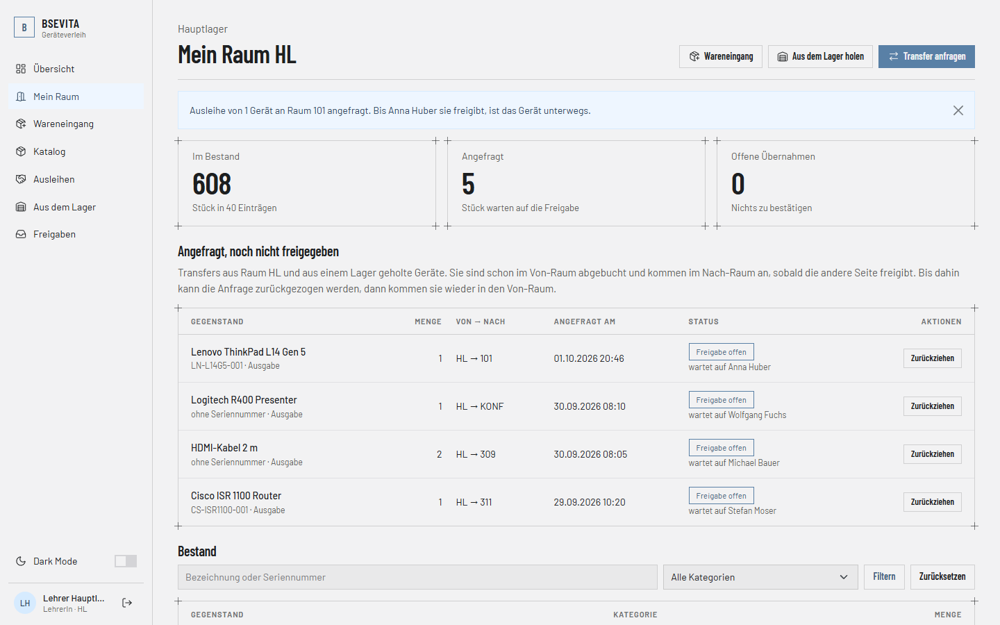 B
BSEVITA
Geräteverleih
Übersicht
Mein Raum
Wareneingang
Katalog
Ausleihen
Aus dem Lager
Freigaben
Dark Mode
LH
Lehrer Hauptl...
LehrerIn · HL
Hauptlager
Mein Raum HL
Wareneingang
Aus dem Lager holen
Transfer anfragen
Ausleihe von 1 Gerät an Raum 101 angefragt. Bis Anna Huber sie freigibt, ist das Gerät unterwegs.
Im Bestand
608
Stück in 40 Einträgen
Angefragt
5
Stück warten auf die Freigabe
Offene Übernahmen
0
Nichts zu bestätigen
Angefragt, noch nicht freigegeben
Transfers aus Raum HL und aus einem Lager geholte Geräte. Sie sind schon im Von-Raum abgebucht und kommen im Nach-Raum an, sobald die andere Seite freigibt. Bis dahin
kann die Anfrage zurückgezogen werden, dann kommen sie wieder in den Von-Raum.
GEGENSTAND MENGE VON → NACH ANGEFRAGT AM STATUS AKTIONEN
Lenovo ThinkPad L14 Gen 5
LN-L14G5-001 · Ausgabe
1 HL → 101 01.10.2026 20:46
Freigabe offen
wartet auf Anna Huber
Zurückziehen
Logitech R400 Presenter
ohne Seriennummer · Ausgabe
1 HL → KONF 30.09.2026 08:10
Freigabe offen
wartet auf Wolfgang Fuchs
Zurückziehen
HDMI-Kabel 2 m
ohne Seriennummer · Ausgabe
2 HL → 309 30.09.2026 08:05
Freigabe offen
wartet auf Michael Bauer
Zurückziehen
Cisco ISR 1100 Router
CS-ISR1100-001 · Ausgabe
1 HL → 311 29.09.2026 10:20
Freigabe offen
wartet auf Stefan Moser
Zurückziehen
Bestand
Bezeichnung oder Seriennummer
Alle Kategorien
Filtern
Zurücksetzen
GEGENSTAND KATEGORIE MENGE